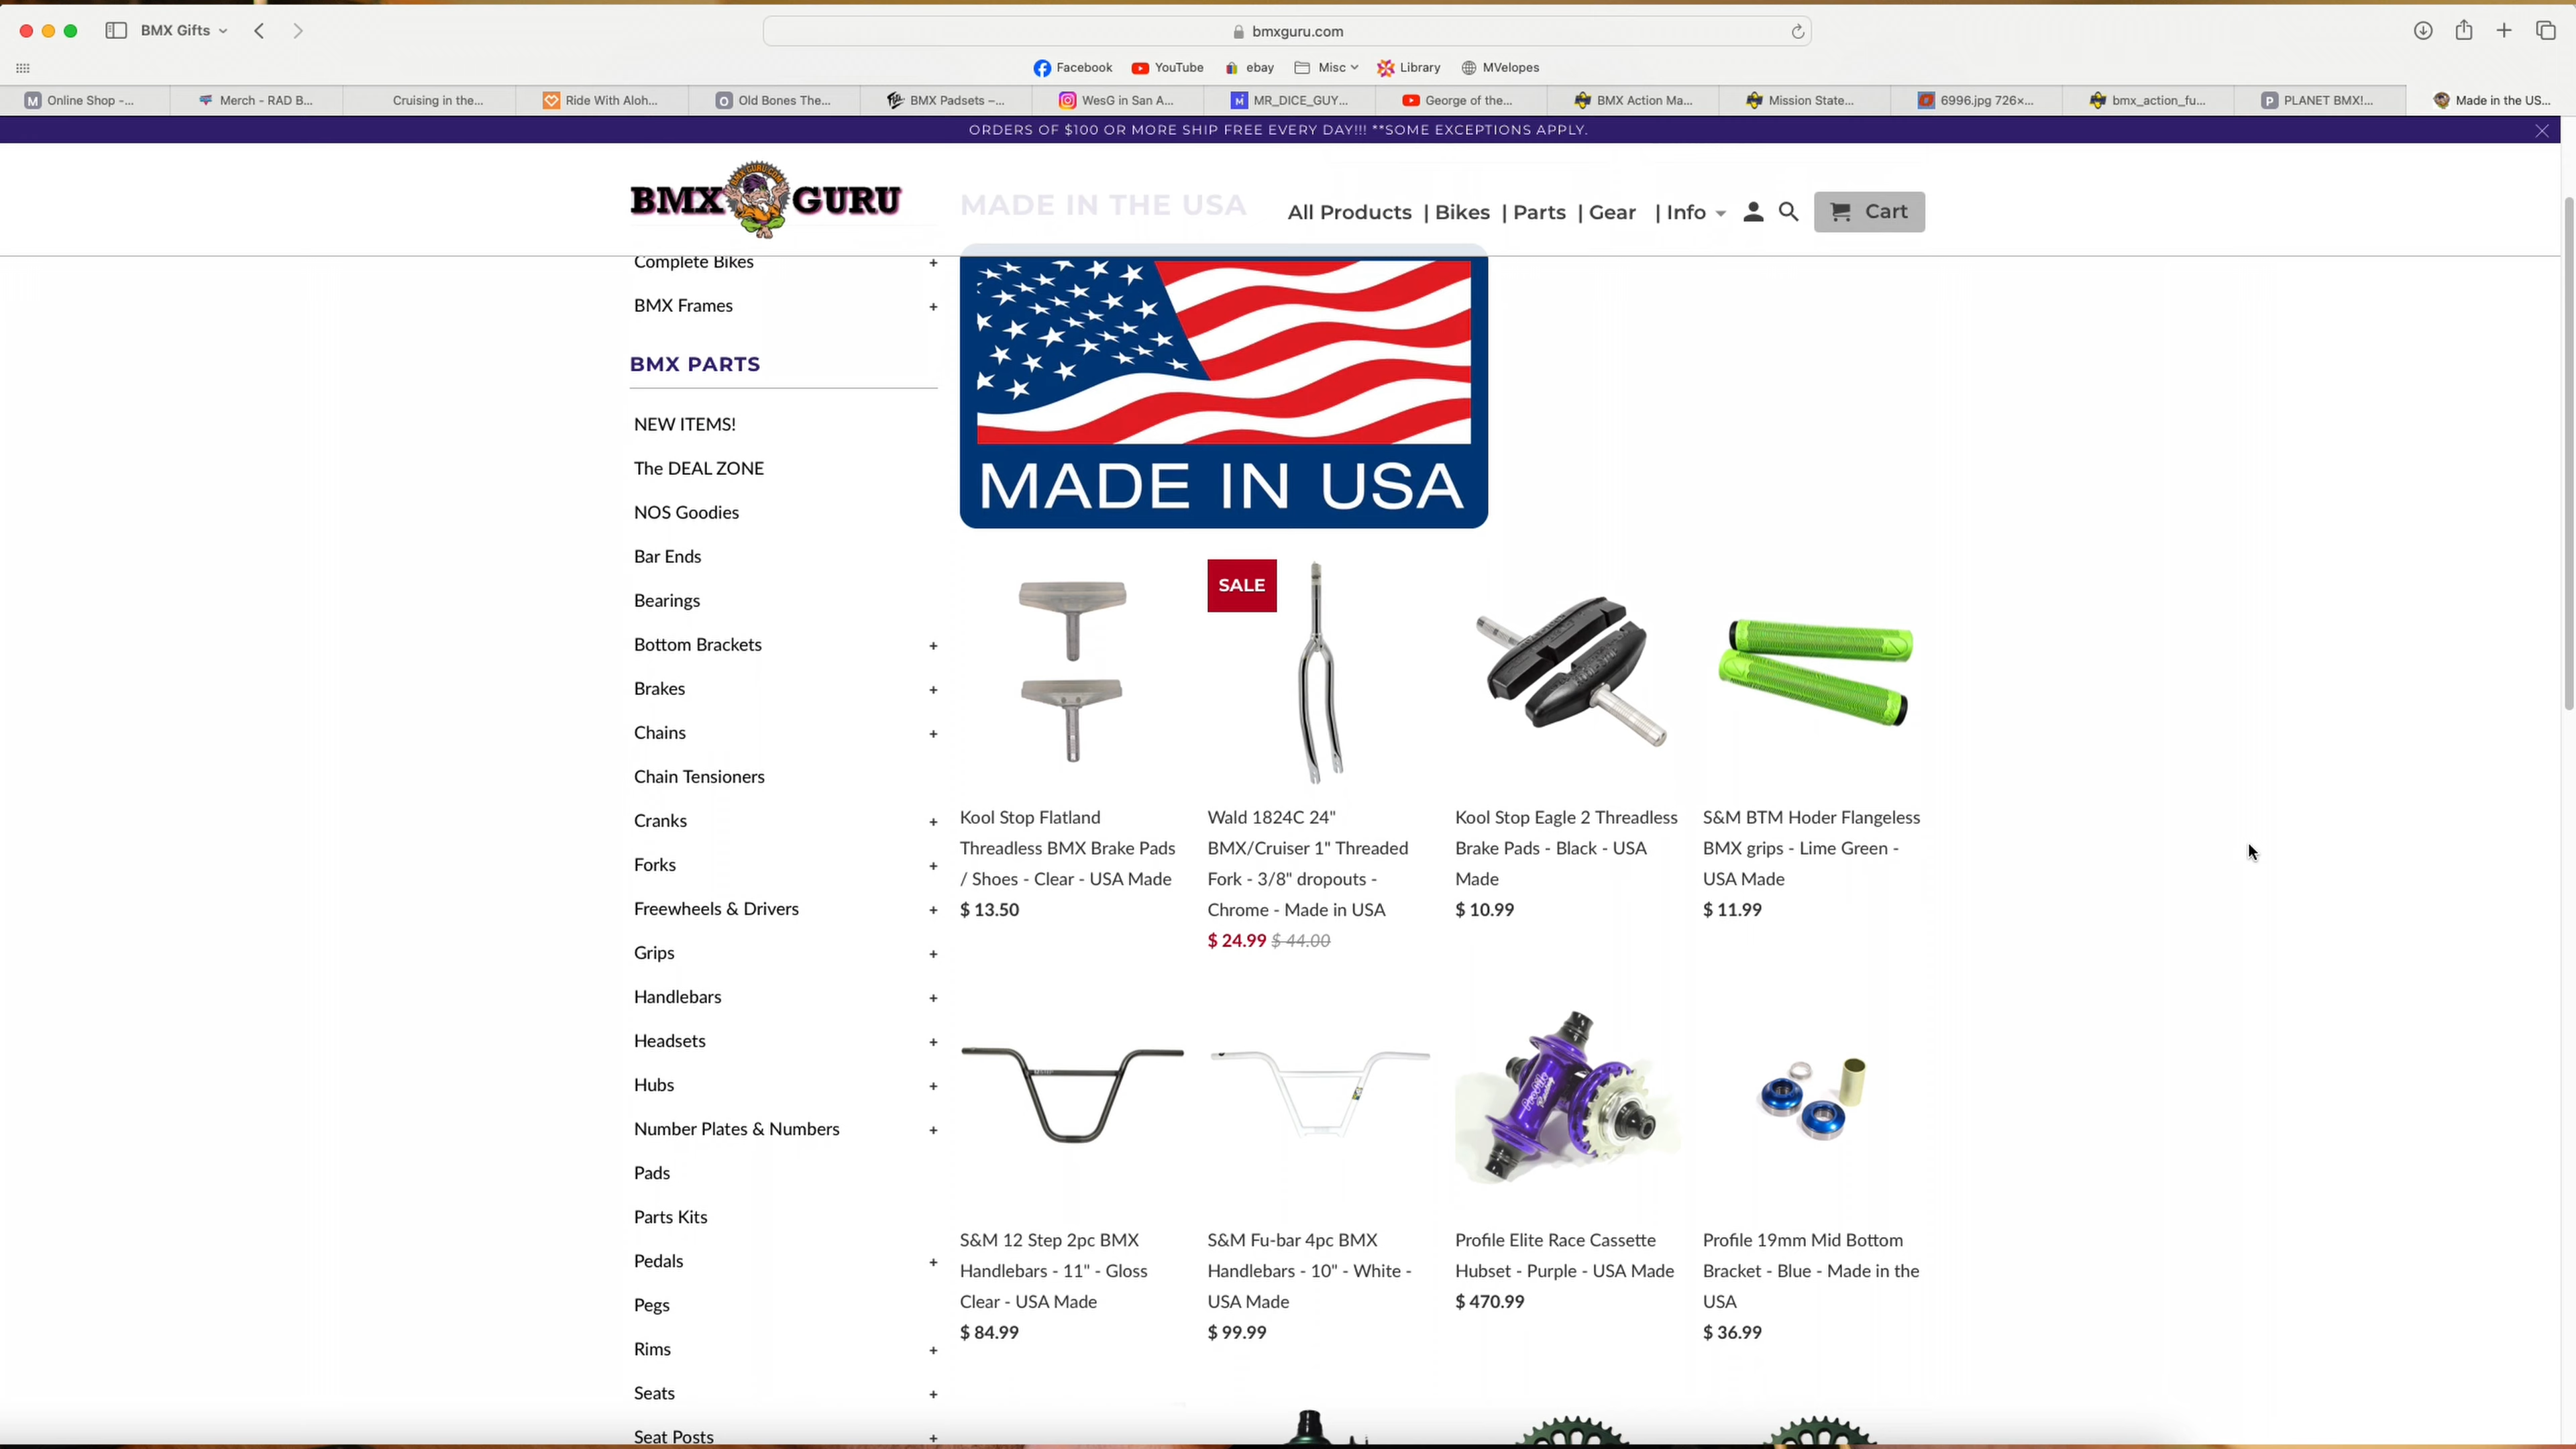 BMX Gifts
bmxguru.com
Facebook
YouTube
ebay
Misc
Library
MVelopes
M Online Shop -...
Merch - RAD B...
Cruising in the...
Ride With Aloh...
O Old Bones The...
BMX Padsets –...
WesG in San A...
M MR_DICE_GUY...
George of the...
BMX Action Ma...
Mission State...
6996.jpg 726×...
bmx_action_fu...
P PLANET BMX!...
Made in the US...
ORDERS OF $100 OR MORE SHIP FREE EVERY DAY!!! **SOME EXCEPTIONS APPLY.
BMX GURU
MADE IN THE USA
All Products | Bikes | Parts | Gear | Info
Cart
Complete Bikes +
BMX Frames +
BMX PARTS
NEW ITEMS!
The DEAL ZONE
NOS Goodies
Bar Ends
Bearings
Bottom Brackets +
Brakes +
Chains +
Chain Tensioners
Cranks +
Forks +
Freewheels & Drivers +
Grips +
Handlebars +
Headsets +
Hubs +
Number Plates & Numbers +
Pads
Parts Kits
Pedals +
Pegs
Rims +
Seats +
Seat Posts +
MADE IN USA
Kool Stop Flatland
Threadless BMX Brake Pads
/ Shoes - Clear - USA Made
$ 13.50
SALE
Wald 1824C 24"
BMX/Cruiser 1" Threaded
Fork - 3/8" dropouts -
Chrome - Made in USA
$ 24.99 $ 44.00
Kool Stop Eagle 2 Threadless
Brake Pads - Black - USA
Made
$ 10.99
S&M BTM Hoder Flangeless
BMX grips - Lime Green -
USA Made
$ 11.99
S&M 12 Step 2pc BMX
Handlebars - 11" - Gloss
Clear - USA Made
$ 84.99
S&M Fu-bar 4pc BMX
Handlebars - 10" - White -
USA Made
$ 99.99
Profile Elite Race Cassette
Hubset - Purple - USA Made
$ 470.99
Profile 19mm Mid Bottom
Bracket - Blue - Made in the
USA
$ 36.99